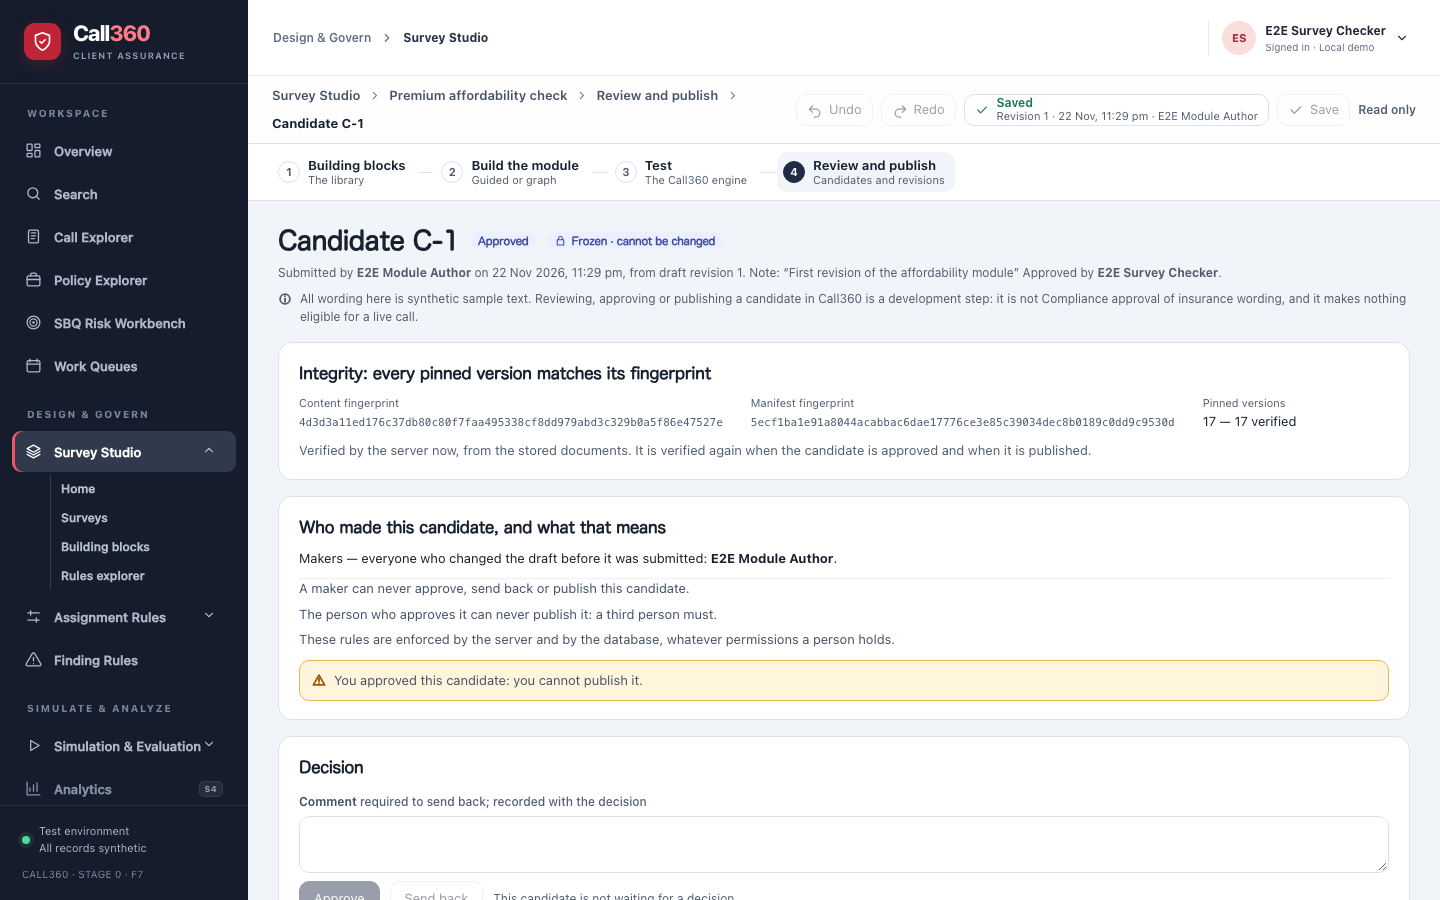 Call360
CLIENT ASSURANCE
WORKSPACE
Overview
Search
Call Explorer
Policy Explorer
SBQ Risk Workbench
Work Queues
DESIGN & GOVERN
Survey Studio
Home
Surveys
Building blocks
Rules explorer
Assignment Rules
Finding Rules
SIMULATE & ANALYZE
Simulation & Evaluation
Analytics S4
Test environment
All records synthetic
CALL360 · STAGE 0 · F7
Design & Govern > Survey Studio
ES
E2E Survey Checker
Signed in · Local demo
Survey Studio > Premium affordability check > Review and publish >
Candidate C-1
Undo
Redo
Saved
Revision 1 · 22 Nov, 11:29 pm · E2E Module Author
Save
Read only
1 Building blocks
The library
2 Build the module
Guided or graph
3 Test
The Call360 engine
4 Review and publish
Candidates and revisions
Candidate C-1 Approved Frozen · cannot be changed
Submitted by E2E Module Author on 22 Nov 2026, 11:29 pm, from draft revision 1. Note: “First revision of the affordability module” Approved by E2E Survey Checker.
All wording here is synthetic sample text. Reviewing, approving or publishing a candidate in Call360 is a development step: it is not Compliance approval of insurance wording, and it makes nothing
eligible for a live call.
Integrity: every pinned version matches its fingerprint
Content fingerprint
4d3d3a11ed176c37db80c80f7faa495338cf8dd979abd3c329b0a5f86e47527e
Manifest fingerprint
5ecf1ba1e91a8044acabbac6dae17776ce3e85c39034dec8b0189c0dd9c9530d
Pinned versions
17 — 17 verified
Verified by the server now, from the stored documents. It is verified again when the candidate is approved and when it is published.
Who made this candidate, and what that means
Makers — everyone who changed the draft before it was submitted: E2E Module Author.
A maker can never approve, send back or publish this candidate.
The person who approves it can never publish it: a third person must.
These rules are enforced by the server and by the database, whatever permissions a person holds.
You approved this candidate: you cannot publish it.
Decision
Comment required to send back; recorded with the decision
Approve
Send back
This candidate is not waiting for a decision